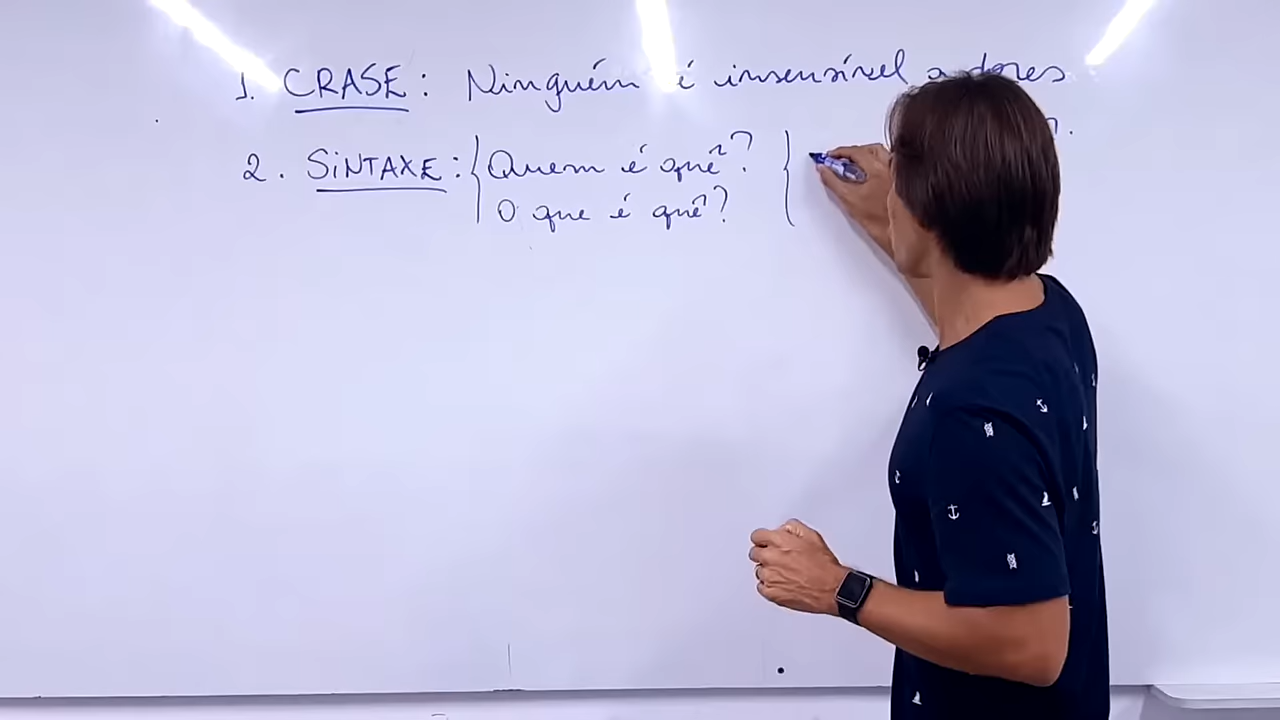 1. CRASE: Ninguém é insensível a dores
2. SiNTAXE: { Quem é quê? {
O que é quê?